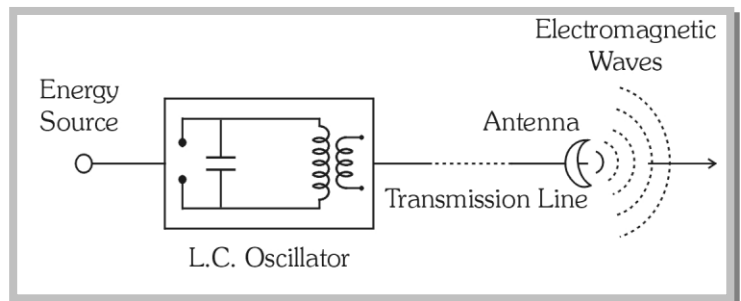 Electromagnetic
Waves
Energy
Source
Antenna
Transmission Line
L.C. Oscillator